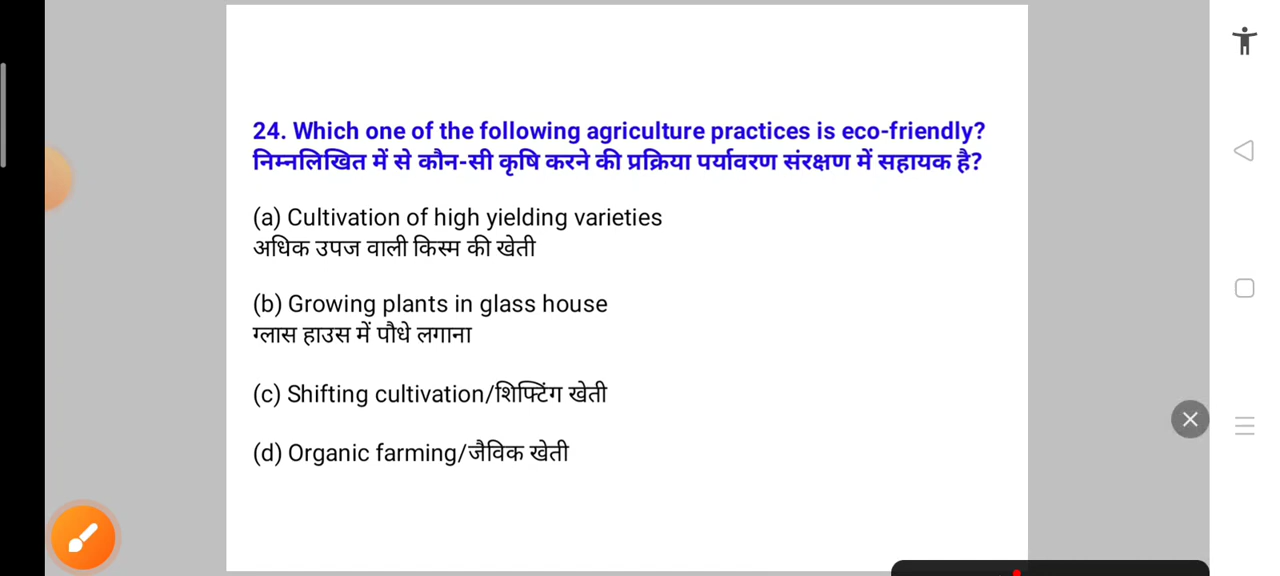 24. Which one of the following agriculture practices is eco-friendly?
निम्नलिखित में से कौन-सी कृषि करने की प्रक्रिया पर्यावरण संरक्षण में सहायक है?
(a) Cultivation of high yielding varieties
अधिक उपज वाली किस्म की खेती
(b) Growing plants in glass house
ग्लास हाउस में पौधे लगाना
(c) Shifting cultivation/शिफ्टिंग खेती
(d) Organic farming/जैविक खेती